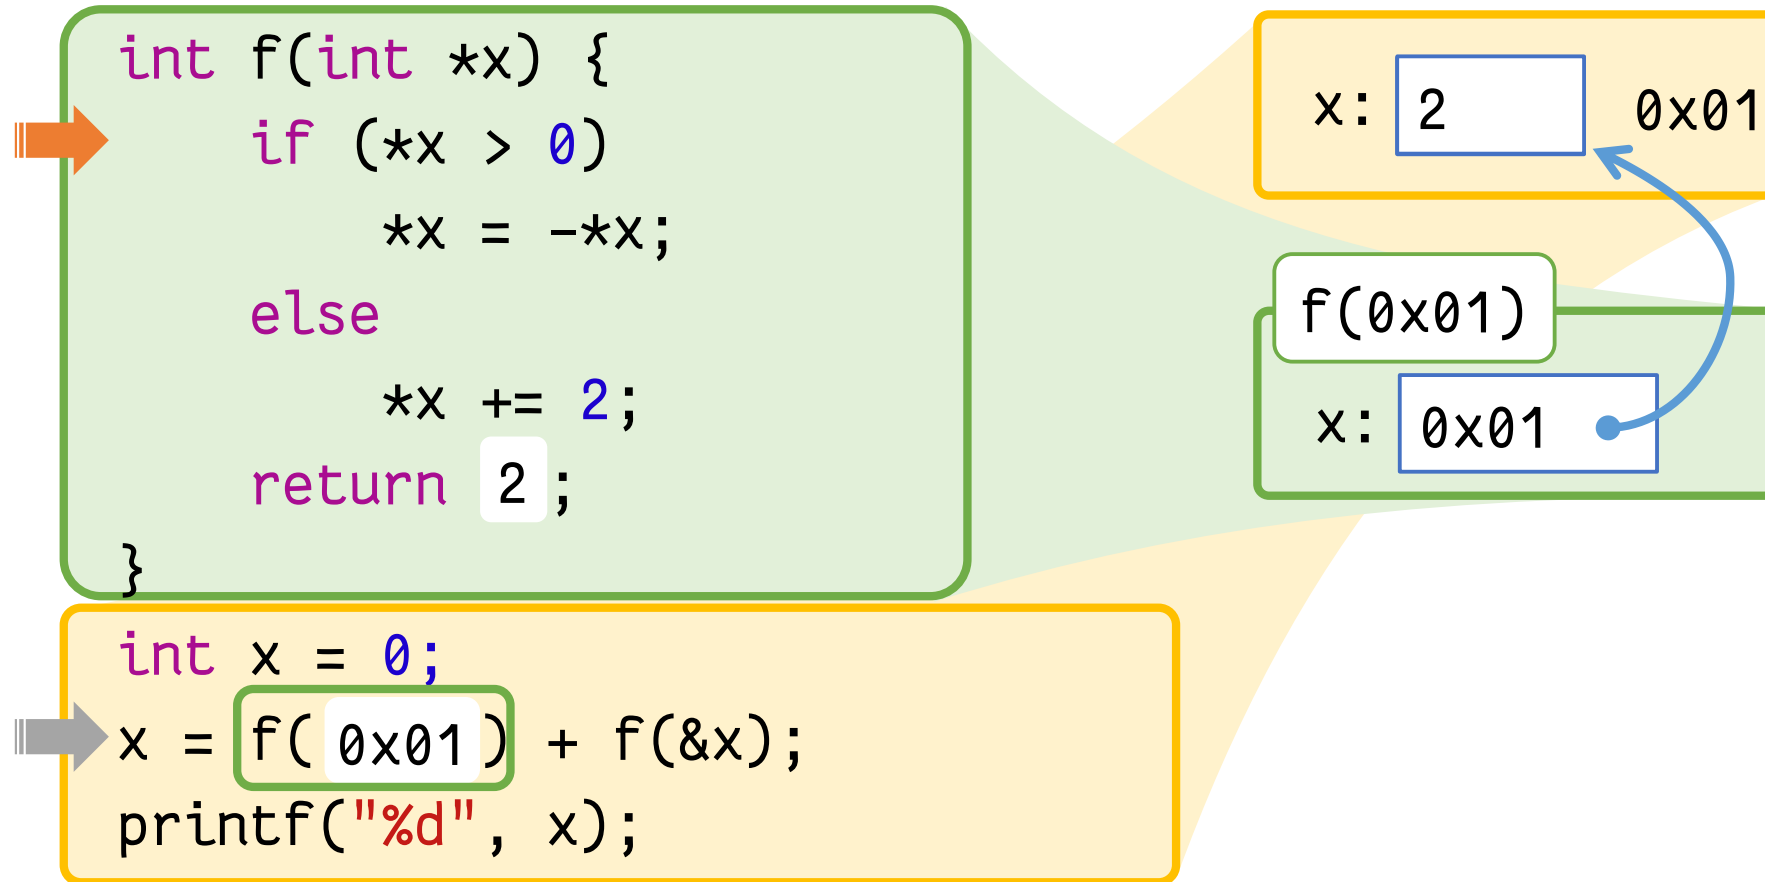 int f(int *x) {
    if (*x > 0)
        *x = -*x;
    else
        *x += 2;
    return 2;
}
int x = 0;
x = f( 0x01 ) + f(&x);
printf("%d", x);
x: 2 0x01
f(0x01)
x: 0x01